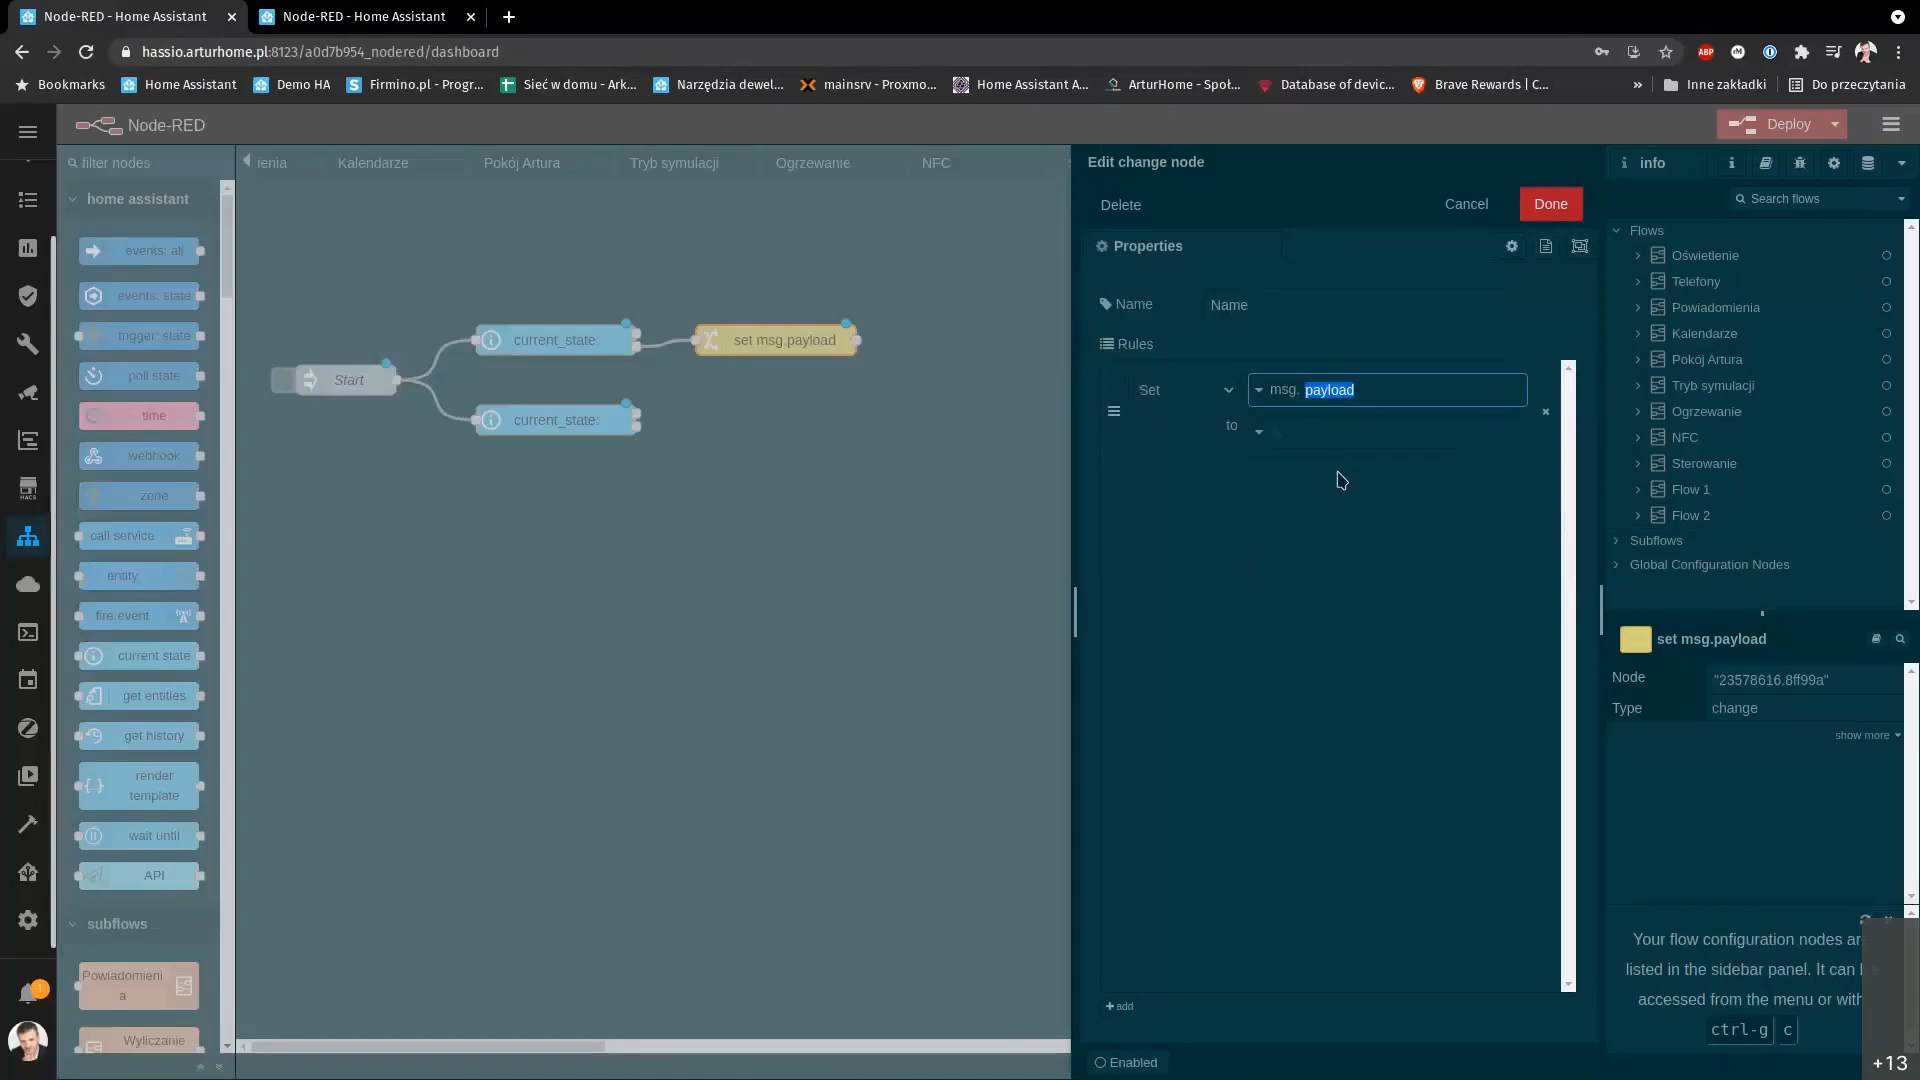 Node-RED - Home Assistant
Node-RED - Home Assistant
hassio.arturhome.pl:8123/a0d7b954_nodered/dashboard
ABP
Bookmarks
Home Assistant
Demo HA
Firmino.pl - Progr...
Sieć w domu - Ark...
Narzędzia dewel...
mainsrv - Proxmo...
Home Assistant A...
ArturHome - Społ...
Database of devic...
Brave Rewards | C...
»
Inne zakładki
Do przeczytania
Node-RED
Deploy
filter nodes
ienia
Kalendarze
Pokój Artura
Tryb symulacji
Ogrzewanie
NFC
Edit change node
info
Delete
Cancel
Done
Search flows
home assistant
events: all
events: state
trigger: state
poll state
time
webhook
zone
call service
entity
fire event
current state
get entities
get history
render
template
wait until
API
subflows
Powiadomieni
a
Wyliczanie
HACS
1
Start
current_state:
set msg.payload
current_state:
Properties
Name
Name
Rules
Set
msg. payload
to
+ add
Enabled
Flows
Oświetlenie
Telefony
Powiadomienia
Kalendarze
Pokój Artura
Tryb symulacji
Ogrzewanie
NFC
Sterowanie
Flow 1
Flow 2
Subflows
Global Configuration Nodes
set msg.payload
Node
"23578616.8ff99a"
Type
change
show more
Your flow configuration nodes ar
listed in the sidebar panel. It can
accessed from the menu or with
ctrl-g c
+13